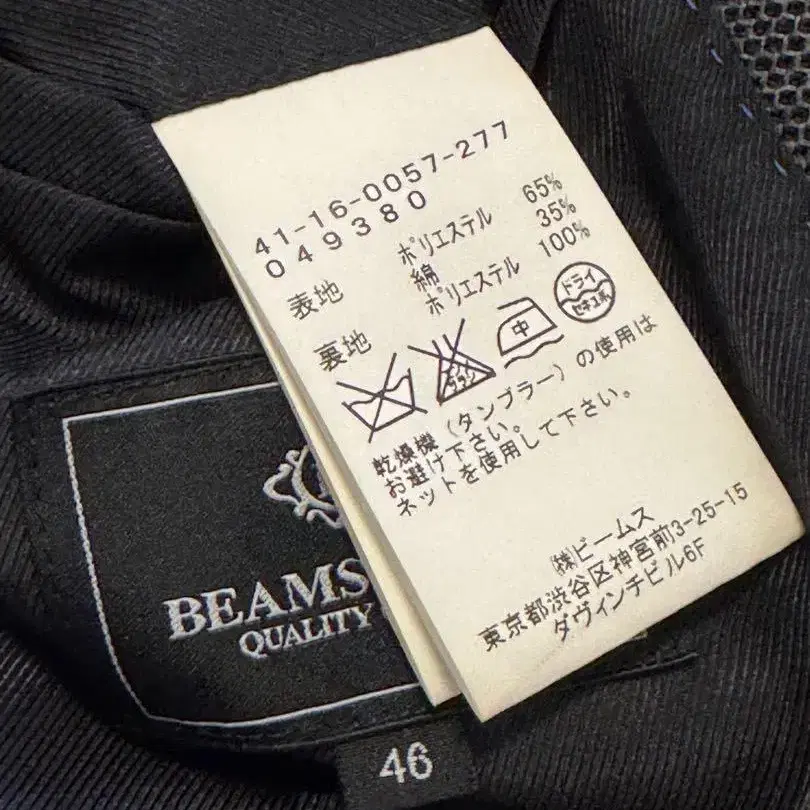 41-16-0057-277
049380
表地 ポリエステル 65%
綿 35%
裏地 ポリエステル 100%
中
ドライ
セキユ系
乾燥機(タンブラー)の使用は
お避け下さい。
ネットを使用して下さい。
㈱ビームス
東京都渋谷区神宮前3-25-15
ダヴィンチビル6F
BEAMS
QUALITY
46